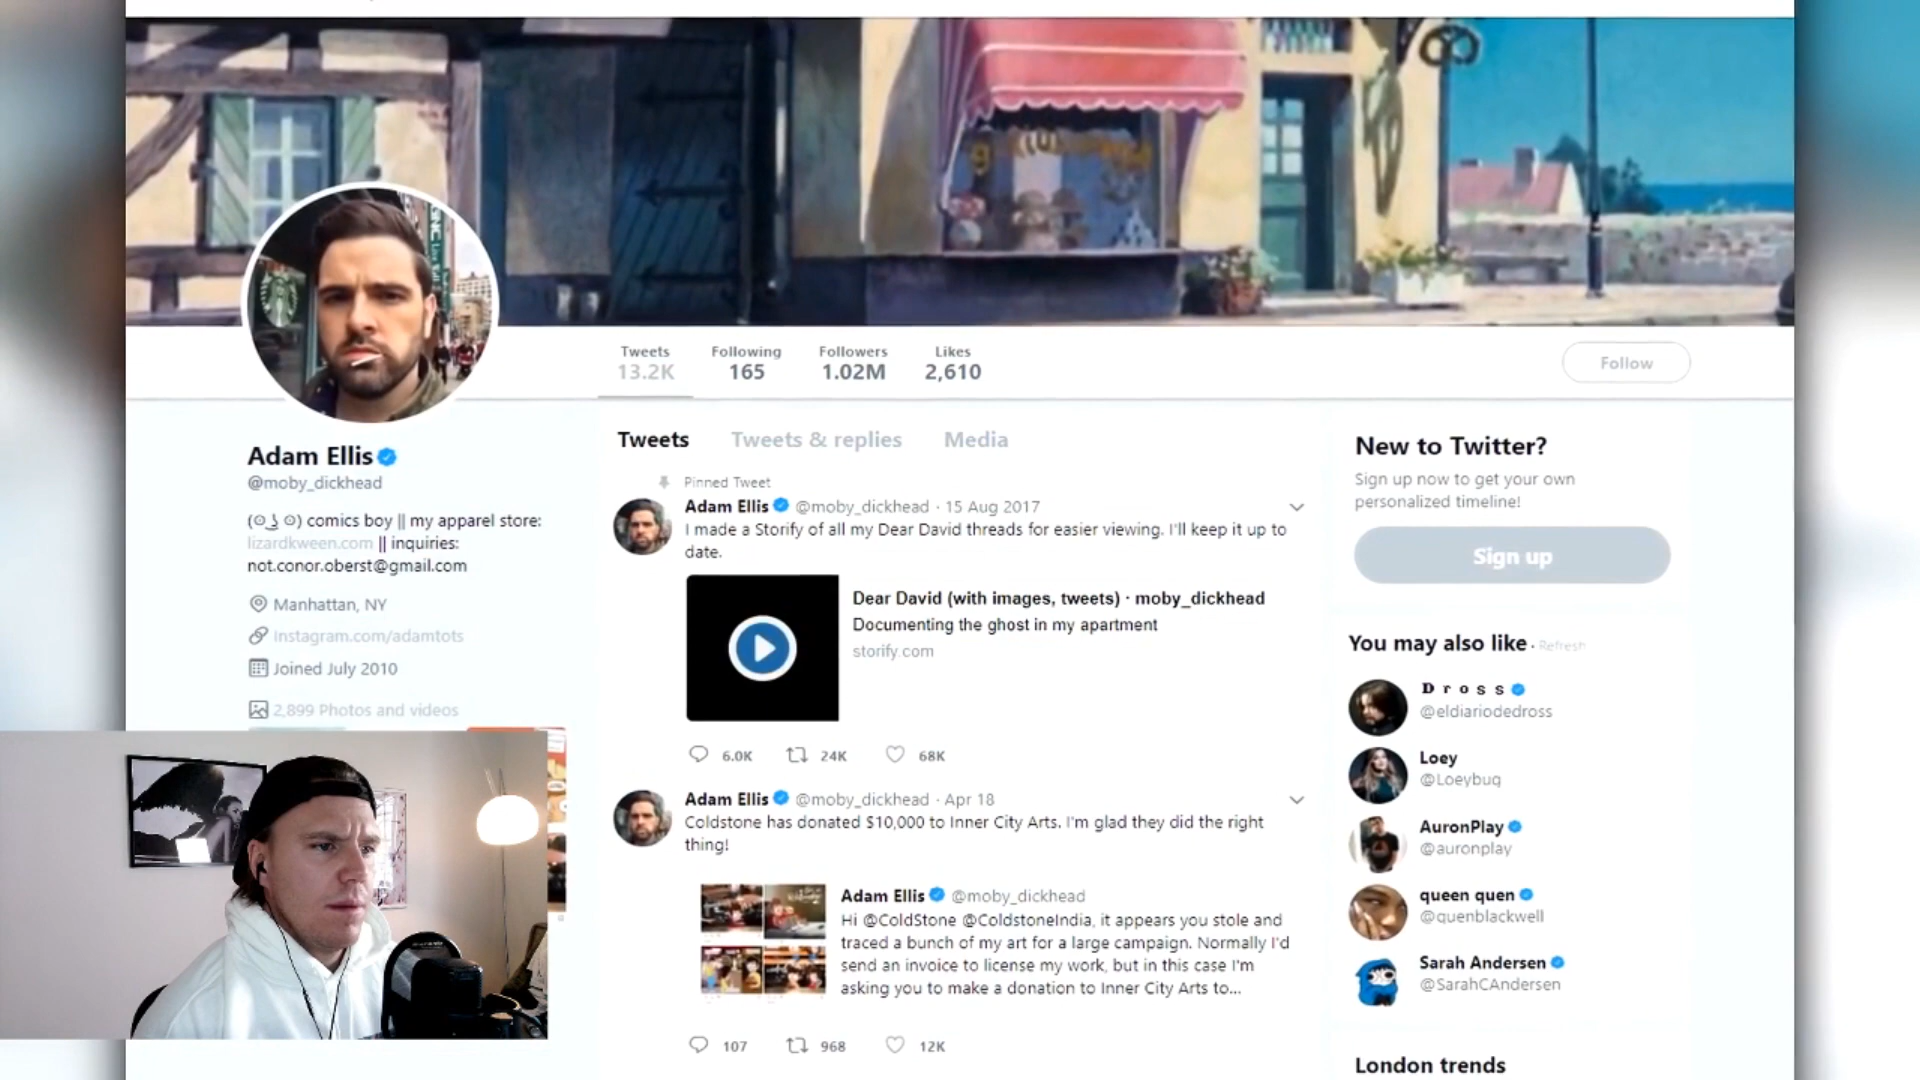 Tweets
13.2K
Following
165
Followers
1.02M
Likes
2,610
Follow
Adam Ellis
@moby_dickhead
(ʘ ͜ʖ ʘ) comics boy || my apparel store:
lizardkween.com || inquiries:
not.conor.oberst@gmail.com
Manhattan, NY
Instagram.com/adamtots
Joined July 2010
2,899 Photos and videos
Tweets Tweets & replies Media
Pinned Tweet
Adam Ellis @moby_dickhead · 15 Aug 2017
I made a Storify of all my Dear David threads for easier viewing. I'll keep it up to
date.
Dear David (with images, tweets) · moby_dickhead
Documenting the ghost in my apartment
storify.com
6.0K 24K 68K
Adam Ellis @moby_dickhead · Apr 18
Coldstone has donated $10,000 to Inner City Arts. I'm glad they did the right
thing!
Adam Ellis @moby_dickhead
Hi @ColdStone @ColdstoneIndia, it appears you stole and
traced a bunch of my art for a large campaign. Normally I'd
send an invoice to license my work, but in this case I'm
asking you to make a donation to Inner City Arts to...
107 968 12K
New to Twitter?
Sign up now to get your own
personalized timeline!
Sign up
You may also like · Refresh
D r o s s
@eldiariodedross
Loey
@Loeybug
AuronPlay
@auronplay
queen quen
@quenblackwell
Sarah Andersen
@SarahCAndersen
London trends